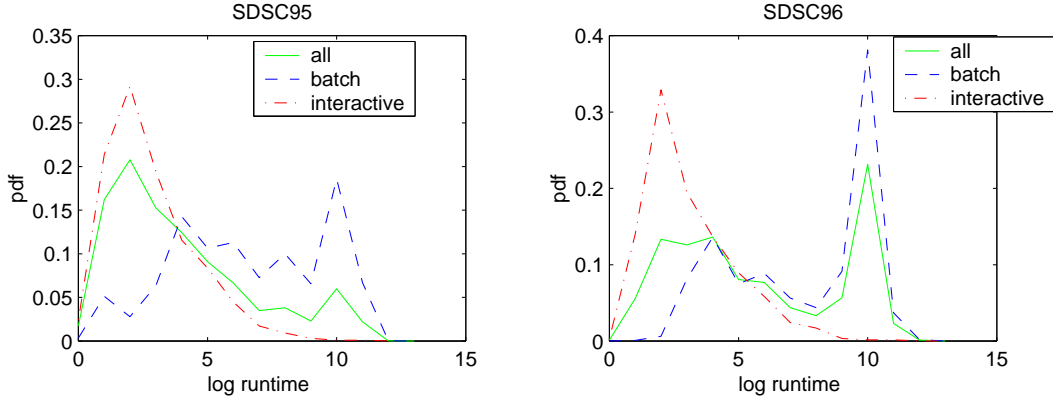 SDSC95
0.35
0.3
0.25
0.2
0.15
0.1
0.05
0
pdf
0
5
10
15
log runtime
all
batch
interactive
SDSC96
0.4
0.3
0.2
0.1
0
pdf
0
5
10
15
log runtime
all
batch
interactive